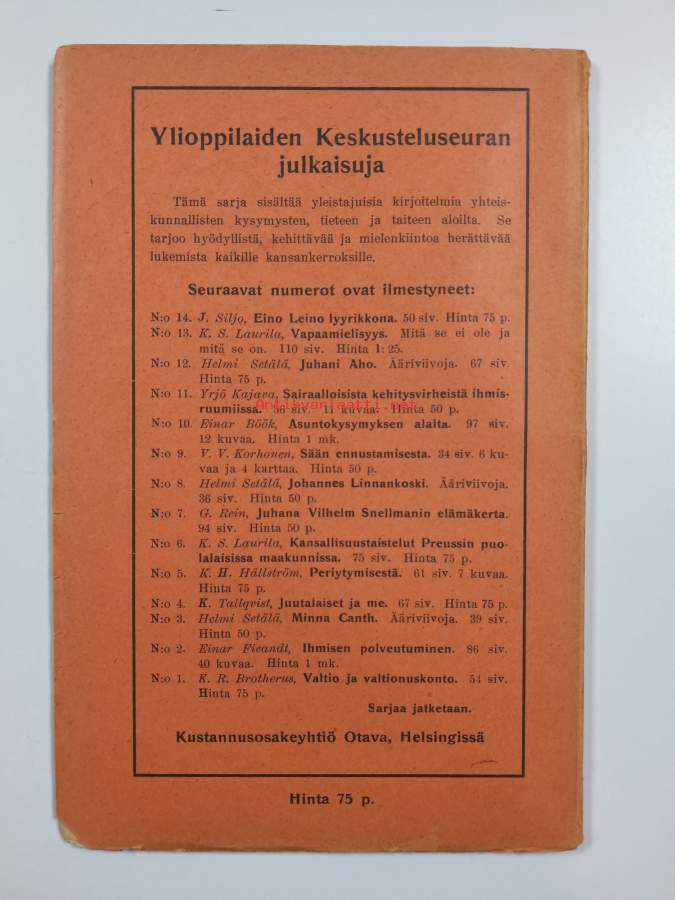 Ylioppilaiden Keskusteluseuran
julkaisuja
Tämä sarja sisältää yleistajuisia kirjoitelmia yhteis-
kunnallisten kysymysten, tieteen ja taiteen aloilta. Se
tarjoo hyödyllistä, kehittävää ja mielenkiintoa herättävää
lukemista kaikille kansankerroksille.
Seuraavat numerot ovat ilmestyneet:
N:o 14. J. Siljo, Eino Leino lyyrikkona. 50 siv. Hinta 75 p.
N:o 13. K. S. Laurila, Vapaamielisyys. Mitä se ei ole ja
mitä se on. 110 siv. Hinta 1:25.
N:o 12. Helmi Setälä, Juhani Aho. Ääriviivoja. 67 siv.
Hinta 75 p.
N:o 11. Yrjö Kajava, Sairaalloisista kehitysvirheistä ihmis-
ruumiissa. 56 siv. 11 kuvaa. Hinta 50 p.
Antikvariaatti.net
N:o 10. Einar Böök, Asuntokysymyksen alalta. 97 siv.
12 kuvaa. Hinta 1 mk.
N:o 9. V. V. Korhonen, Sään ennustamisesta. 34 siv. 6 ku-
vaa ja 4 karttaa. Hinta 50 p.
N:o 8. Helmi Setälä, Johannes Linnankoski. Ääriviivoja.
36 siv. Hinta 50 p.
N:o 7. G. Rein, Juhana Vilhelm Snellmanin elämäkerta.
94 siv. Hinta 50 p.
N:o 6. K. S. Laurila, Kansallisuustaistelut Preussin puo-
lalaisissa maakunnissa. 75 siv. Hinta 75 p.
N:o 5. K. H. Hällström, Periytymisestä. 61 siv. 7 kuvaa.
Hinta 75 p.
N:o 4. K. Tallqvist, Juutalaiset ja me. 67 siv. Hinta 75 p.
N:o 3. Helmi Setälä, Minna Canth. Ääriviivoja. 39 siv.
Hinta 50 p.
N:o 2. Einar Fieandt, Ihmisen polveutuminen. 86 siv.
40 kuvaa. Hinta 1 mk.
N:o 1. K. R. Brotherus, Valtio ja valtionuskonto. 54 siv.
Hinta 75 p.
Sarjaa jatketaan.
Kustannusosakeyhtiö Otava, Helsingissä
Hinta 75 p.